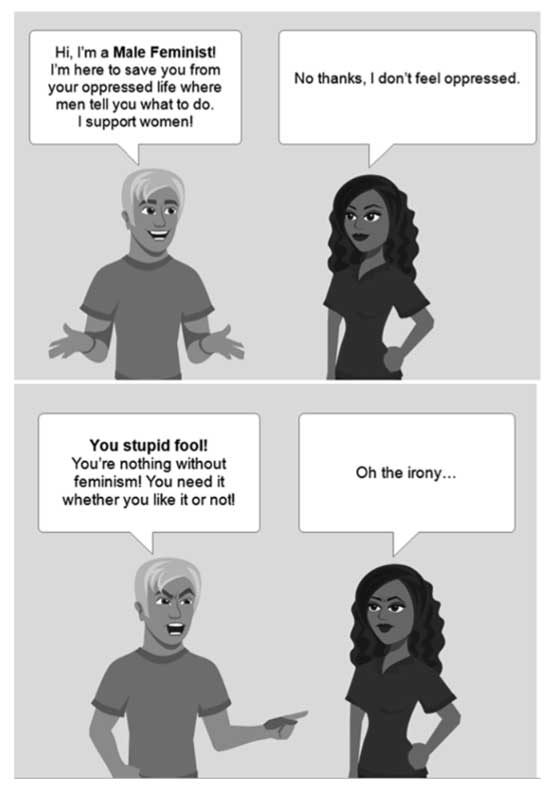 Hi, I'm a Male Feminist!
I'm here to save you from
your oppressed life where
men tell you what to do.
I support women!
No thanks, I don't feel oppressed.
You stupid fool!
You're nothing without
feminism! You need it
whether you like it or not!
Oh the irony...